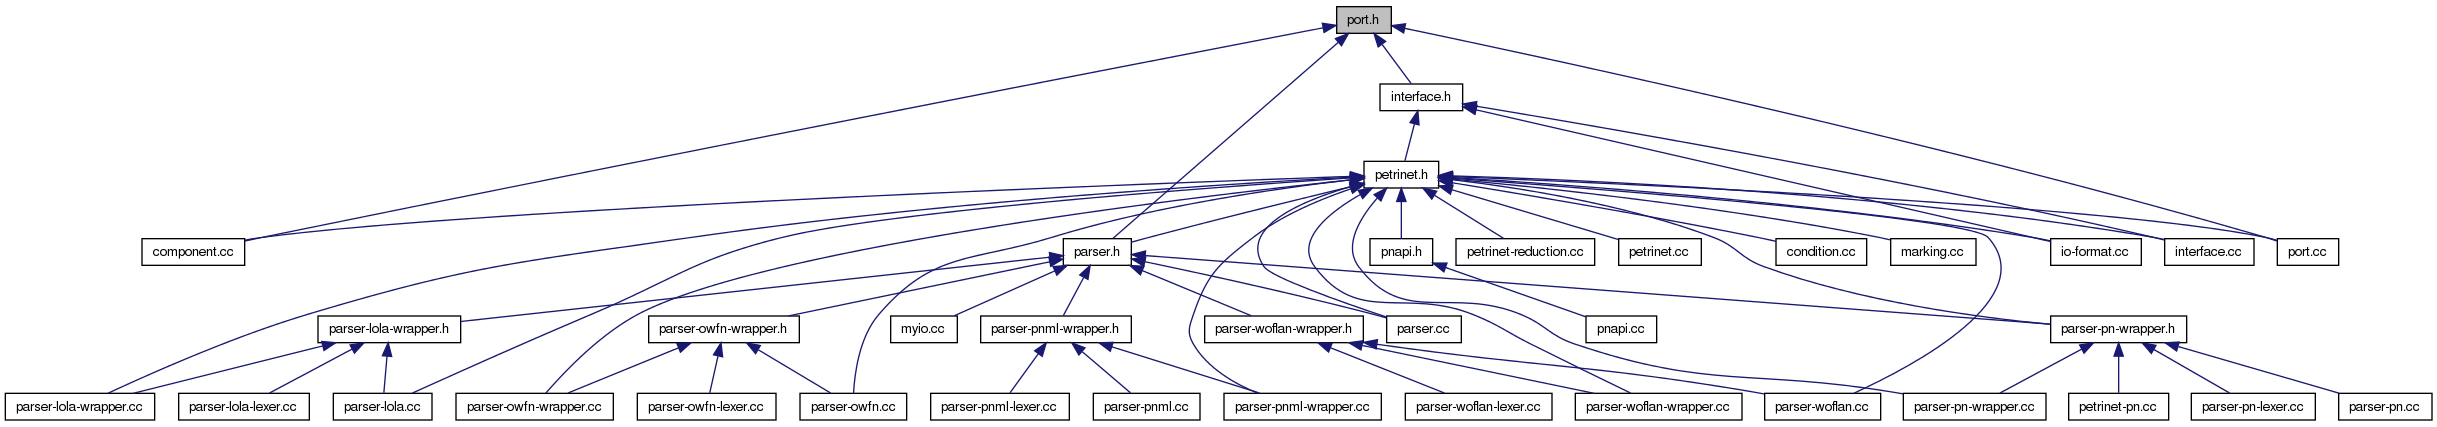 port.h
interface.h
petrinet.h
component.cc
parser.h
pnapi.h
petrinet-reduction.cc
petrinet.cc
condition.cc
marking.cc
io-format.cc
interface.cc
port.cc
parser-lola-wrapper.h
parser-owfn-wrapper.h
myio.cc
parser-pnml-wrapper.h
parser-woflan-wrapper.h
parser.cc
pnapi.cc
parser-pn-wrapper.h
parser-lola-wrapper.cc
parser-lola-lexer.cc
parser-lola.cc
parser-owfn-wrapper.cc
parser-owfn-lexer.cc
parser-owfn.cc
parser-pnml-lexer.cc
parser-pnml.cc
parser-pnml-wrapper.cc
parser-woflan-lexer.cc
parser-woflan-wrapper.cc
parser-woflan.cc
parser-pn-wrapper.cc
petrinet-pn.cc
parser-pn-lexer.cc
parser-pn.cc